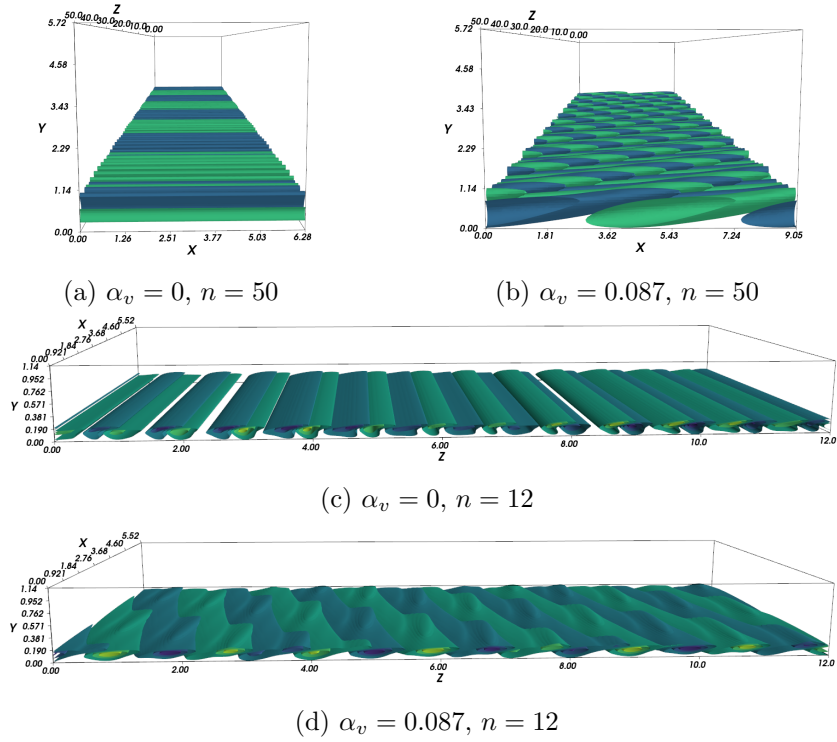 Z Z
50.0 40.0 30.0 20.0 10.0 0.00 50.0 40.0 30.0 20.0 10.0 0.00
5.72 5.72
4.58 4.58
3.43 3.43
Y Y
2.29 2.29
1.14 1.14
0.00 0.00
0.00 1.26 2.51 3.77 5.03 6.28 0.00 1.81 3.62 5.43 7.24 9.05
X X
(a) αᵥ = 0, n = 50 (b) αᵥ = 0.087, n = 50
X 5.52
4.60
3.68
2.76
1.84
0.921
0.00
1.14
0.952
0.762
Y 0.571
0.381
0.190
0.00
0.00 2.00 4.00 6.00 8.00 10.0 12.0
Z
(c) αᵥ = 0, n = 12
X 5.52
4.60
3.68
2.76
1.84
0.921
0.00
1.14
0.952
0.762
Y 0.571
0.381
0.190
0.00
0.00 2.00 4.00 6.00 8.00 10.0 12.0
Z
(d) αᵥ = 0.087, n = 12